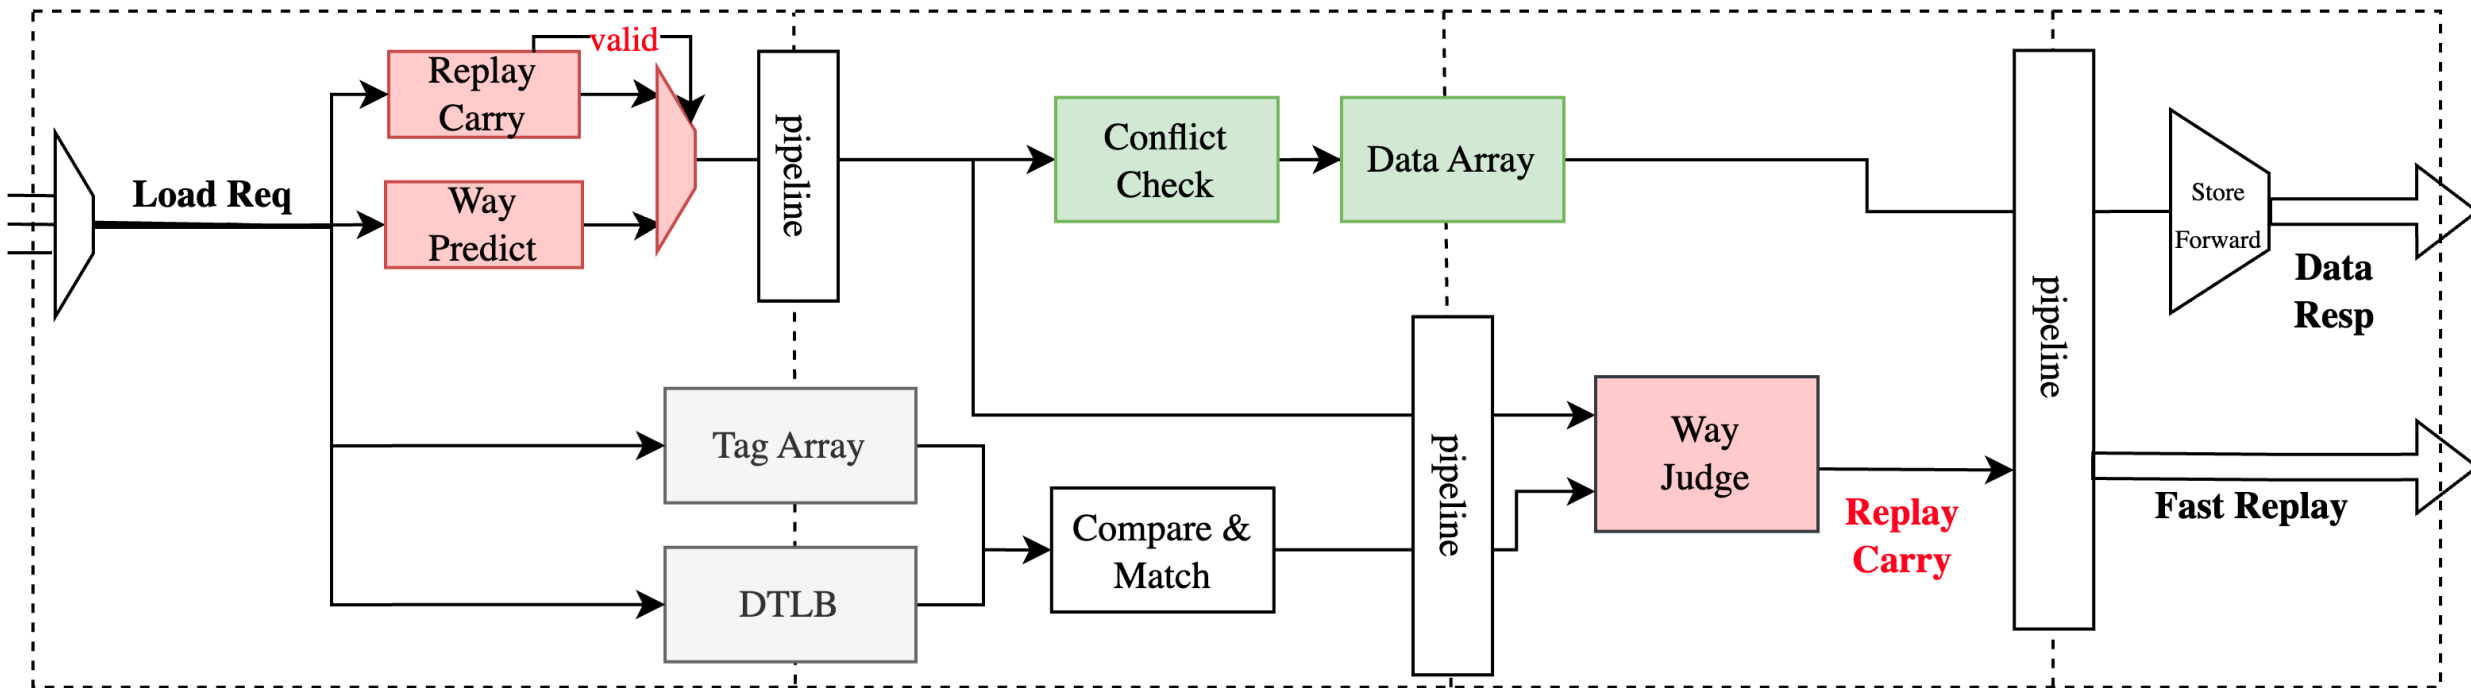 valid
Replay
Carry
Load Req
Way
Predict
pipeline
Conflict
Check
Data Array
Store
Forward
Data
Resp
pipeline
Tag Array
DTLB
Compare &
Match
pipeline
Way
Judge
Replay
Carry
Fast Replay